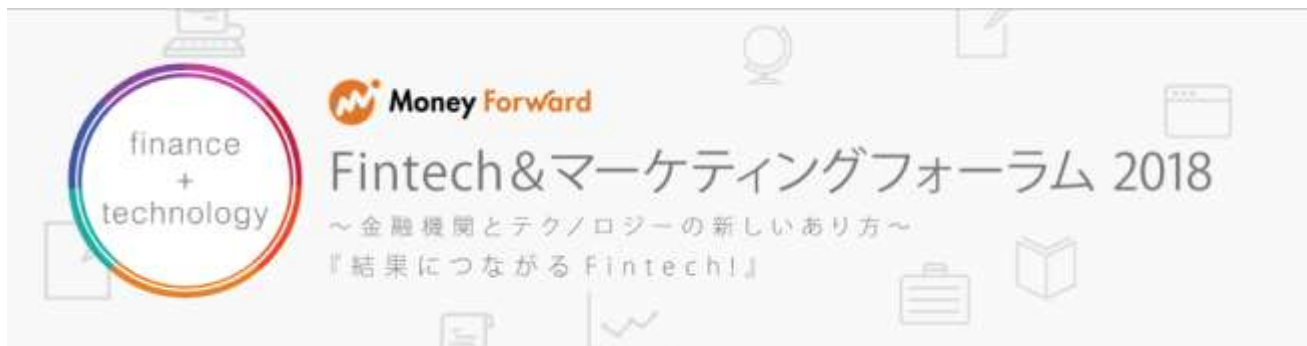 finance
+
technology
Money Forward
Fintech&マーケティングフォーラム 2018
～金融機関とテクノロジーの新しいあり方～
『結果につながるFintech!』